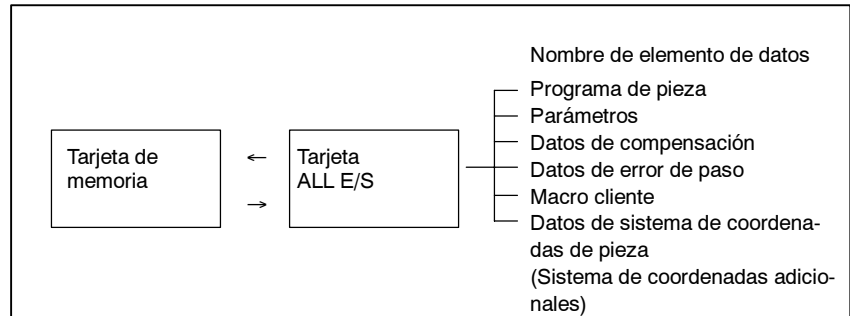 Nombre de elemento de datos
Programa de pieza
Parámetros
Datos de compensación
Datos de error de paso
Macro cliente
Datos de sistema de coordena-
das de pieza
(Sistema de coordenadas adicio-
nales)
Tarjeta de
memoria
←
→
Tarjeta
ALL E/S